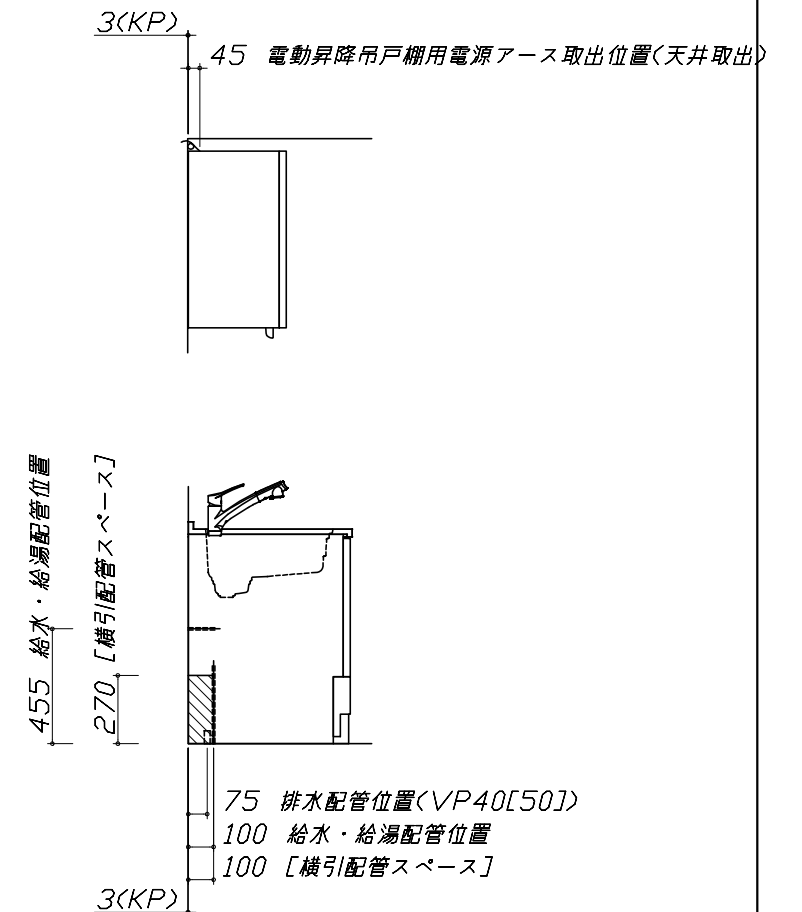 3(KP)
45 電動昇降吊戸棚用電源アース取出位置(天井取出)
455 給水・給湯配管位置
270 [横引配管スペース]
75 排水配管位置(VP40[50])
100 給水・給湯配管位置
100 [横引配管スペース]
3(KP)